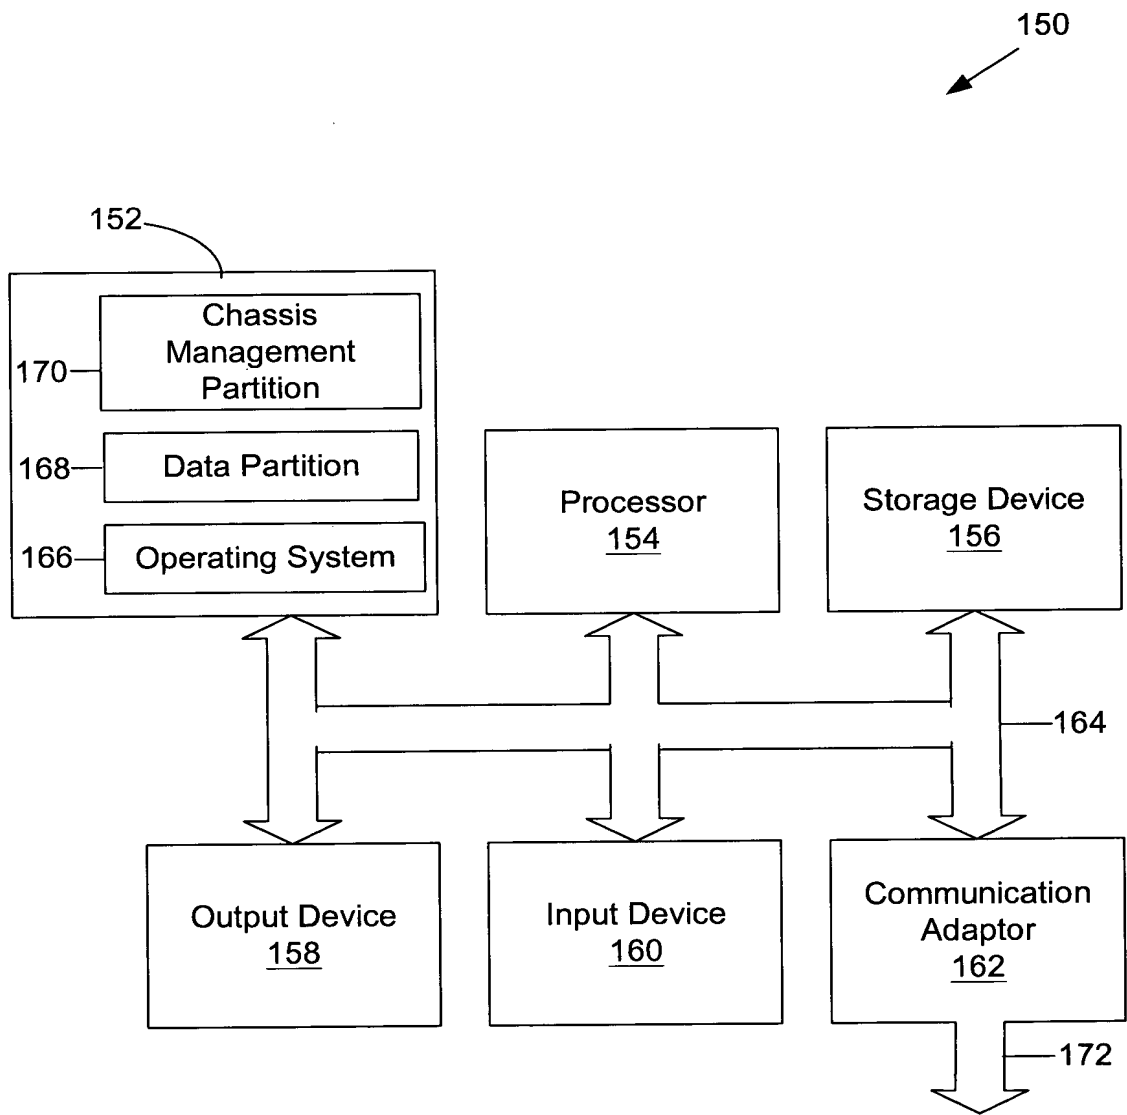 150
152
Chassis
Management
Partition
170
168
Data Partition
166
Operating System
Processor
154
Storage Device
156
164
Output Device
158
Input Device
160
Communication
Adaptor
162
172